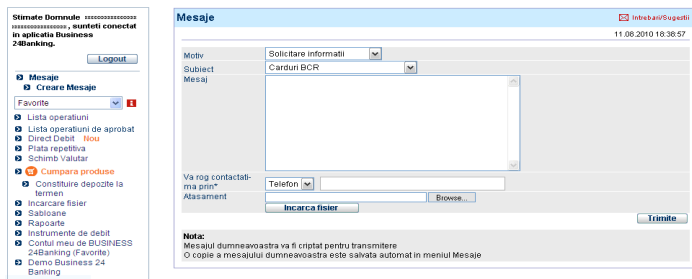 Stimate Domnule
, sunteti conectat
in aplicatia Business
24Banking.
Logout
Mesaje
Creare Mesaje
Favorite
Lista operatiuni
Lista operatiuni de aprobat
Direct Debit Nou
Plata repetitiva
Schimb Valutar
Cumpara produse
Constituire depozite la
termen
Incarcare fisier
Sabloane
Rapoarte
Instrumente de debit
Contul meu de BUSINESS
24Banking (Favorite)
Demo Business 24
Banking
Mesaje
Intrebari/Sugestii
11.08.2010 18:38:57
Motiv Solicitare informatii
Subiect Carduri BCR
Mesaj
Va rog contactati-
ma prin* Telefon
Atasament Browse...
Incarca fisier
Trimite
Nota:
Mesajul dumneavoastra va fi criptat pentru transmitere
O copie a mesajului dumneavoastra este salvata automat in meniul Mesaje